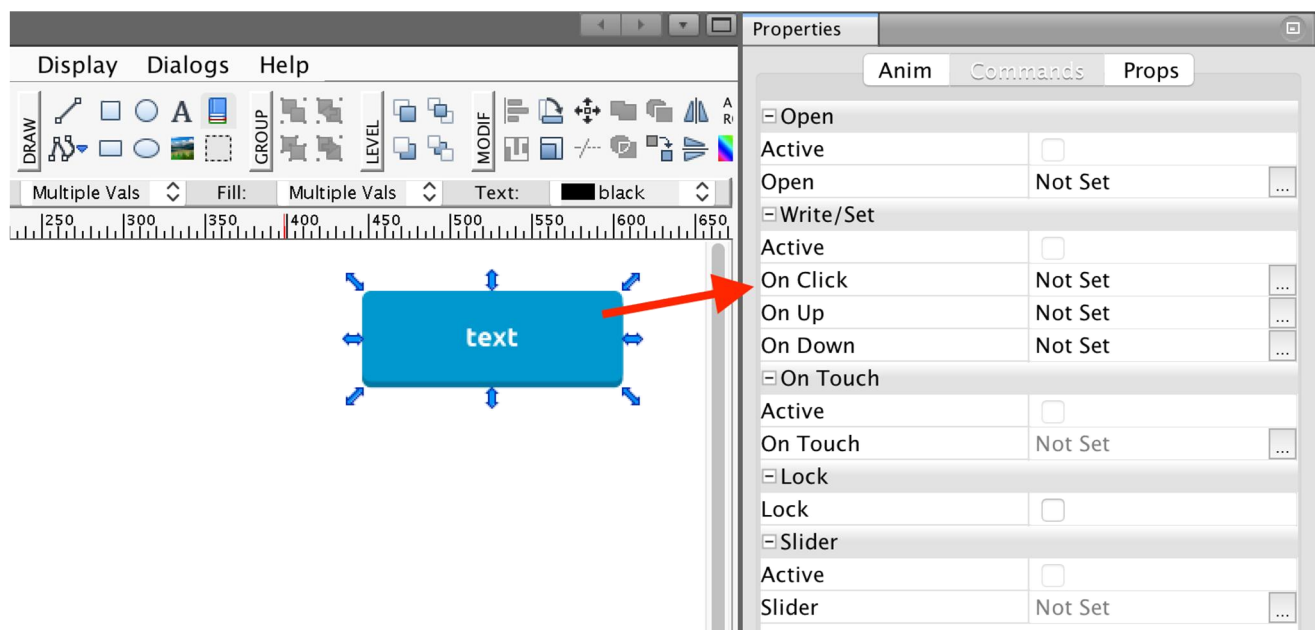 Properties
Display Dialogs Help
Anim Commands Props
DRAW GROUP LEVEL MODIF
Multiple Vals Fill: Multiple Vals Text: black
250 300 350 400 450 500 550 600 650
text
Open
Active
Open Not Set ...
Write/Set
Active
On Click Not Set ...
On Up Not Set ...
On Down Not Set ...
On Touch
Active
On Touch Not Set ...
Lock
Lock
Slider
Active
Slider Not Set ...